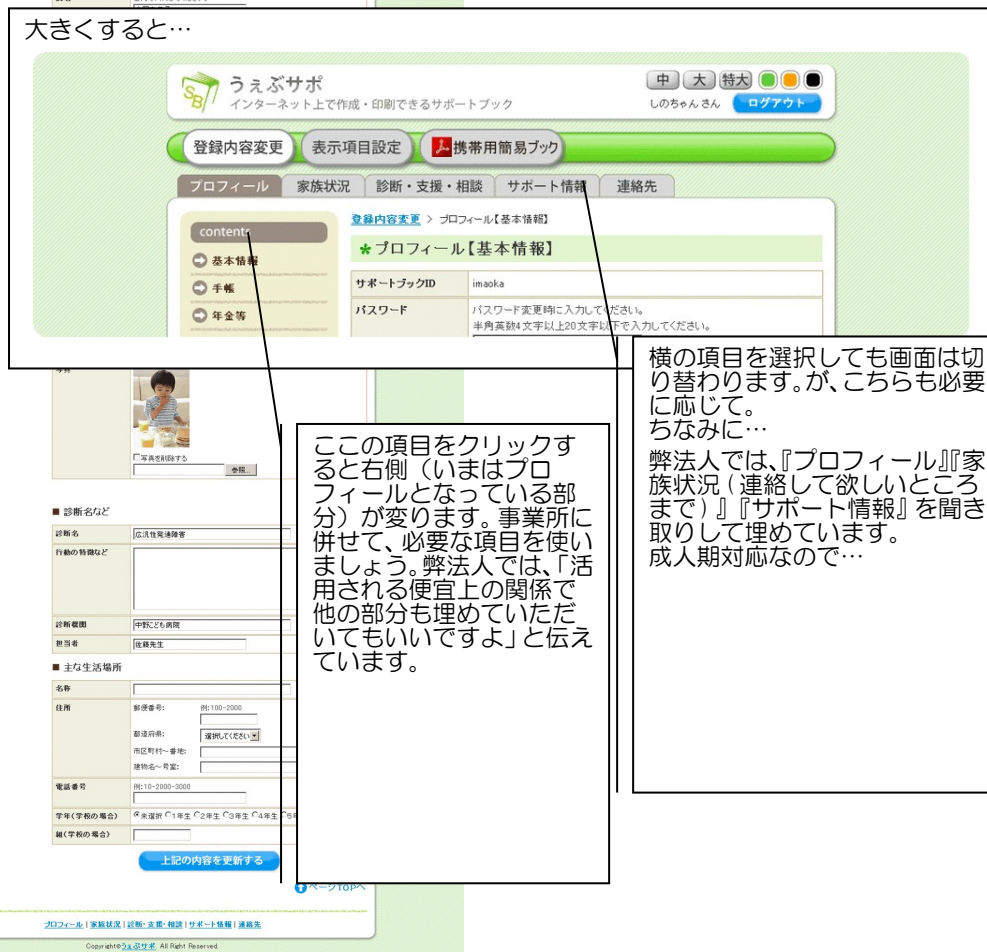 大きくすると…
うぇぶサポ
インターネット上で作成・印刷できるサポートブック
中 大 特大
しのちゃん さん ログアウト
登録内容変更 表示項目設定 携帯用簡易ブック
プロフィール 家族状況 診断・支援・相談 サポート情報 連絡先
contents
基本情報
手帳
年金等
登録内容変更 > プロフィール【基本情報】
プロフィール【基本情報】
サポートブックID imaoka
パスワード パスワード変更時に入力してください。
半角英数4文字以上20文字以下で入力してください。
写真
写真を削除する
参照...
■ 診断名など
診断名 広汎性発達障害
行動の特徴など
診断機関 中野こども病院
担当者 佐藤先生
■ 主な生活場所
名称
住所 郵便番号: 例:100-2000
都道府県: 選択してください
市区町村～番地:
建物名～号室:
電話番号 例:10-2000-3000
学年(学校の場合) 未選択 1年生 2年生 3年生 4年生
組(学校の場合)
上記の内容を更新する
ページTOPへ
プロフィール | 家族状況 | 診断・支援・相談 | サポート情報 | 連絡先
Copyright©うぇぶサポ. All Right Reserved
ここの項目をクリックす
ると右側（いまはプロ
フィールとなっている部
分）が変ります。事業所に
併せて、必要な項目を使い
ましょう。弊法人では、「活
用される便宜上の関係で
他の部分も埋めていただ
いてもいいですよ」と伝え
ています。
横の項目を選択しても画面は切
り替わります。が、こちらも必要
に応じて。
ちなみに…
弊法人では、『プロフィール』『家
族状況(連絡して欲しいところ
まで)』『サポート情報』を聞き
取りして埋めています。
成人期対応なので…